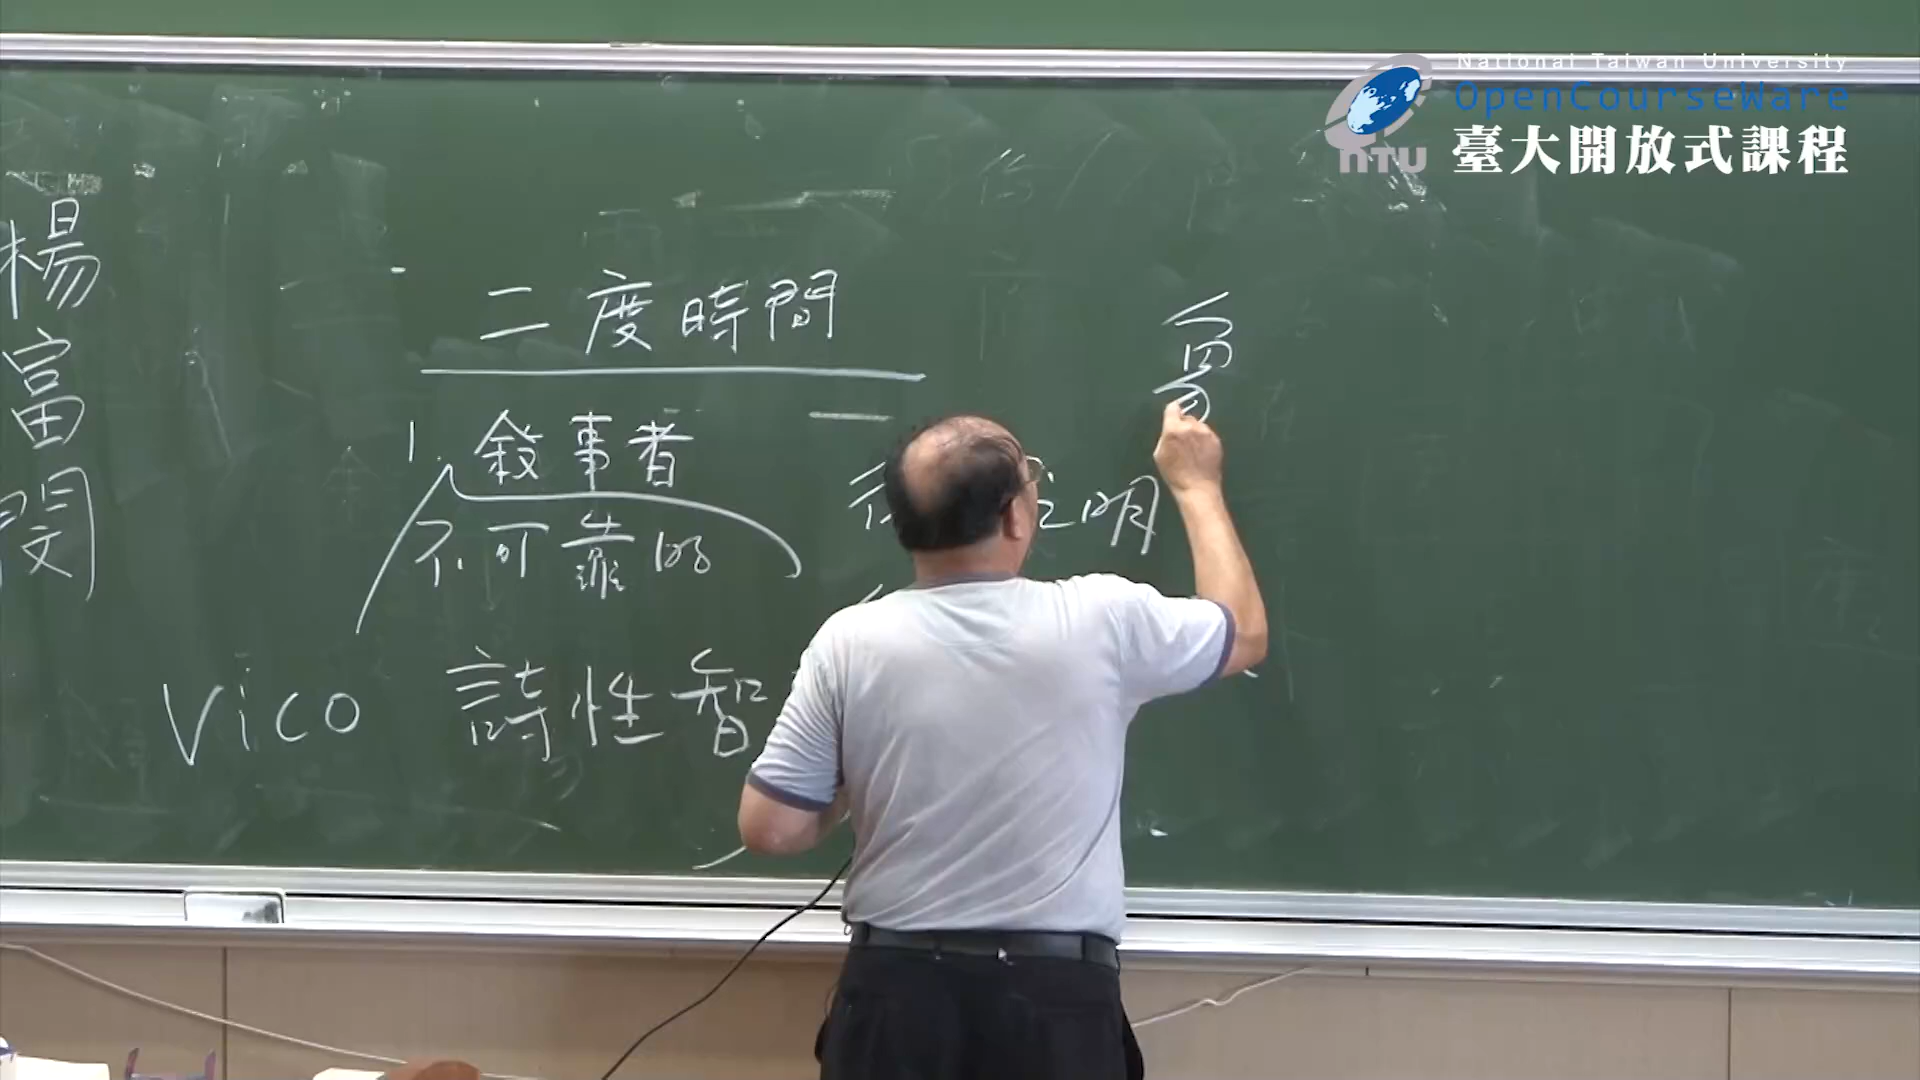 National Taiwan University
OpenCourseWare
臺大開放式課程
NTU
楊富閔
二度時間
1. 敘事者
不可靠的
明
Vico 詩性智